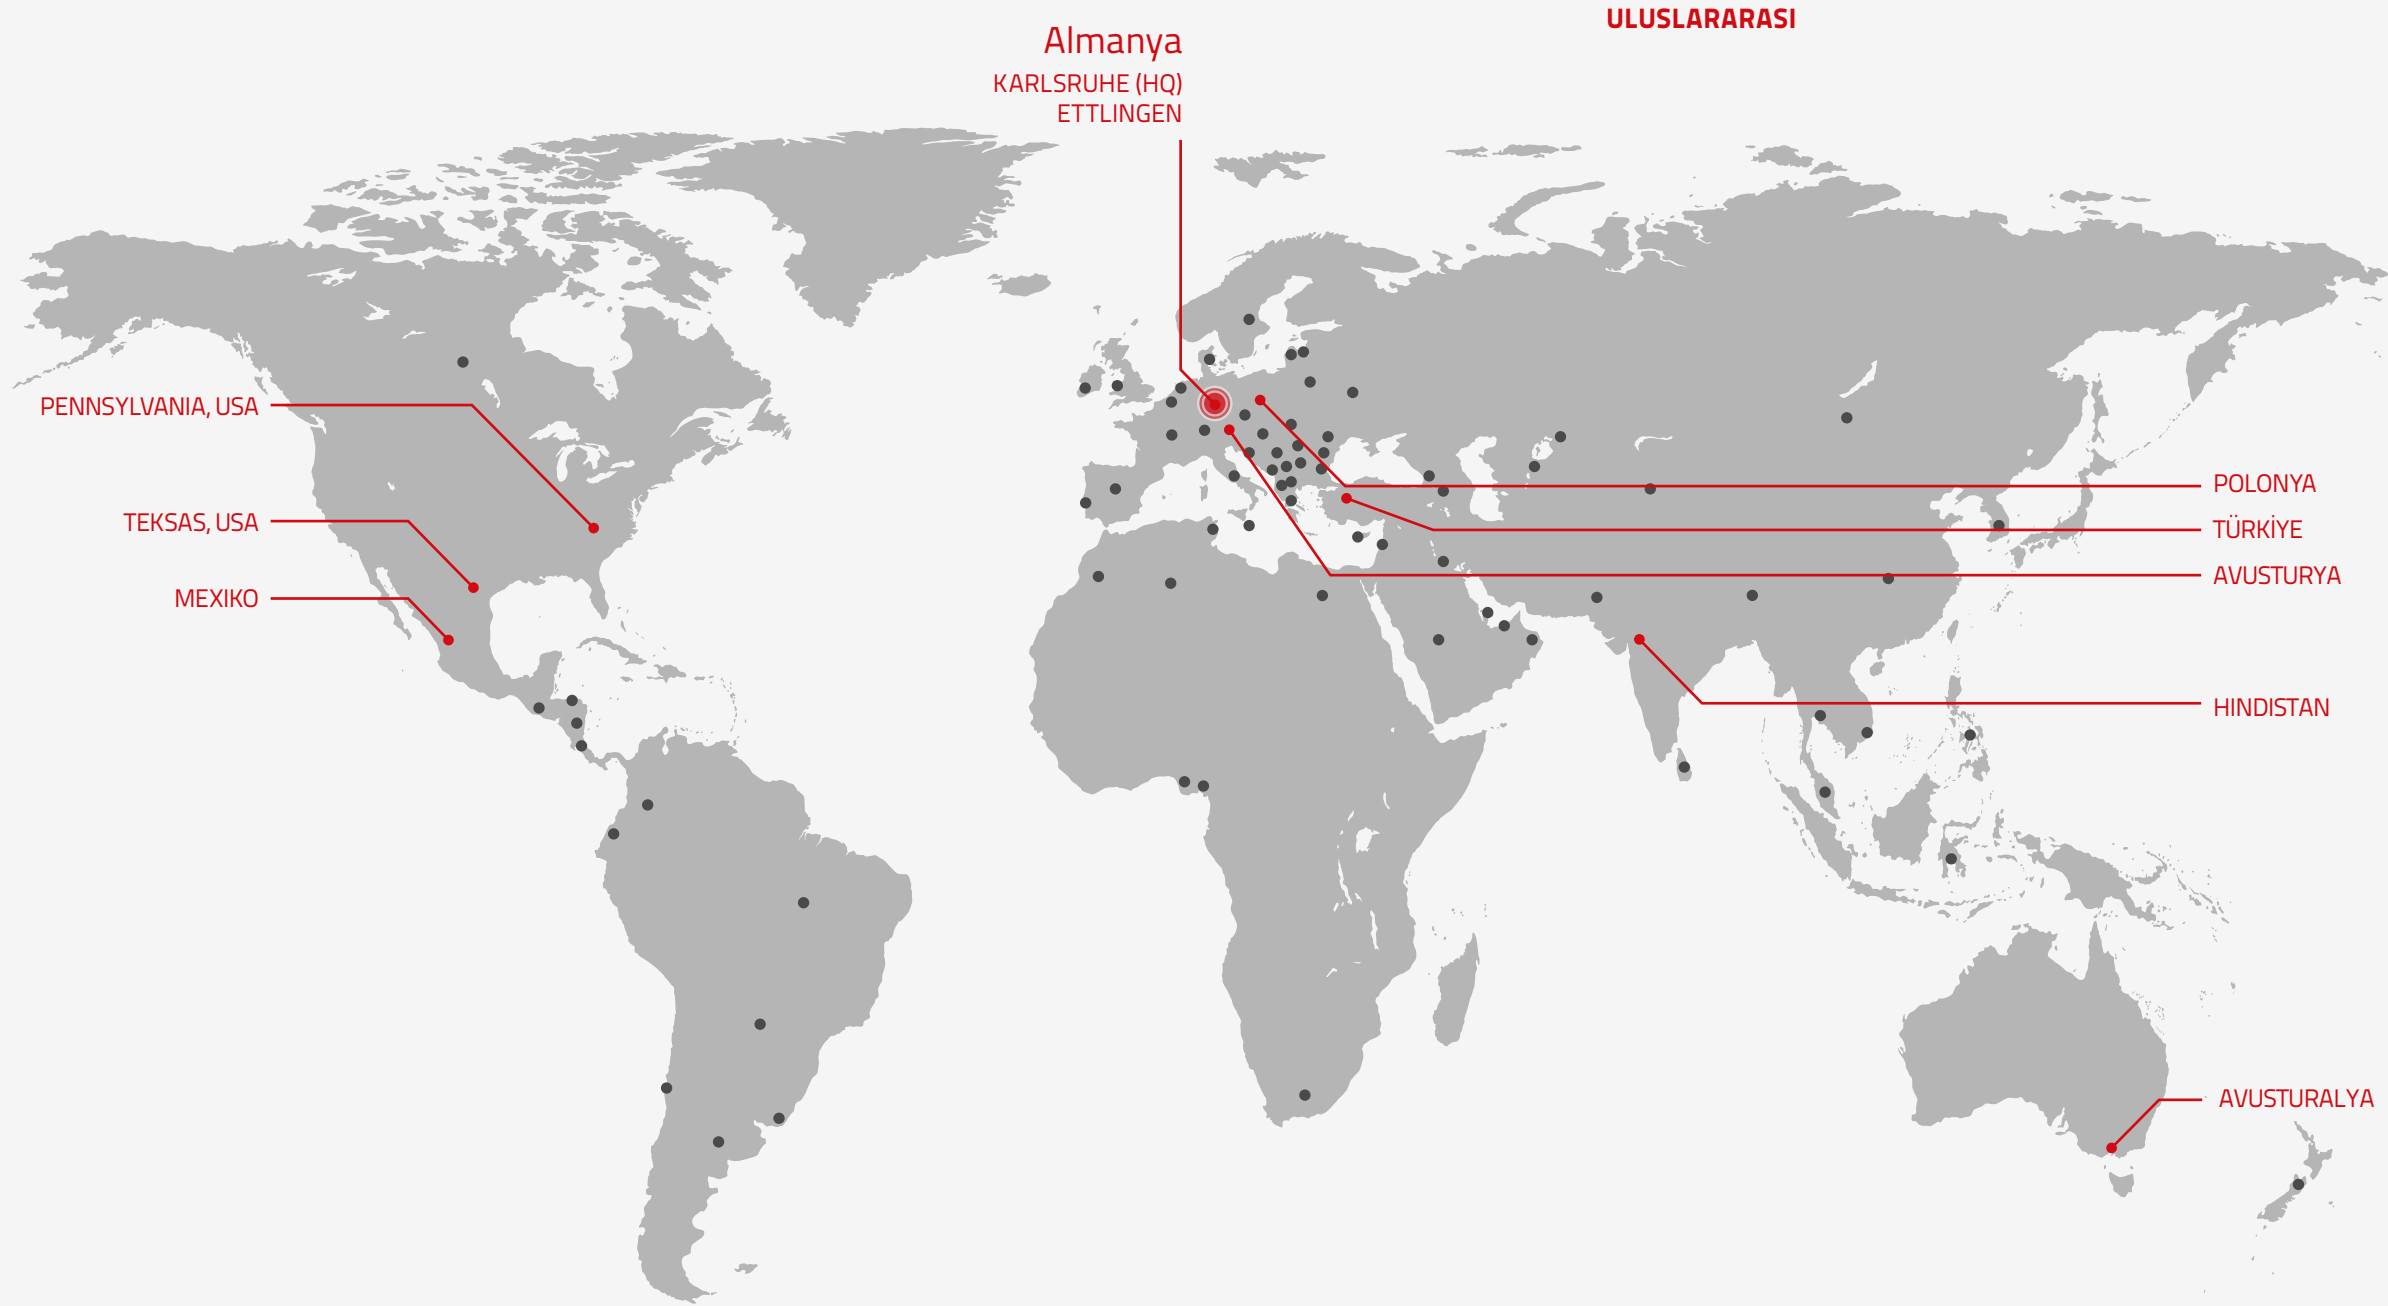 ULUSLARARASI
Almanya
KARLSRUHE (HQ)
ETTLINGEN
PENNSYLVANIA, USA
TEKSAS, USA
MEXIKO
POLONYA
TÜRKİYE
AVUSTURYA
HINDISTAN
AVUSTURALYA